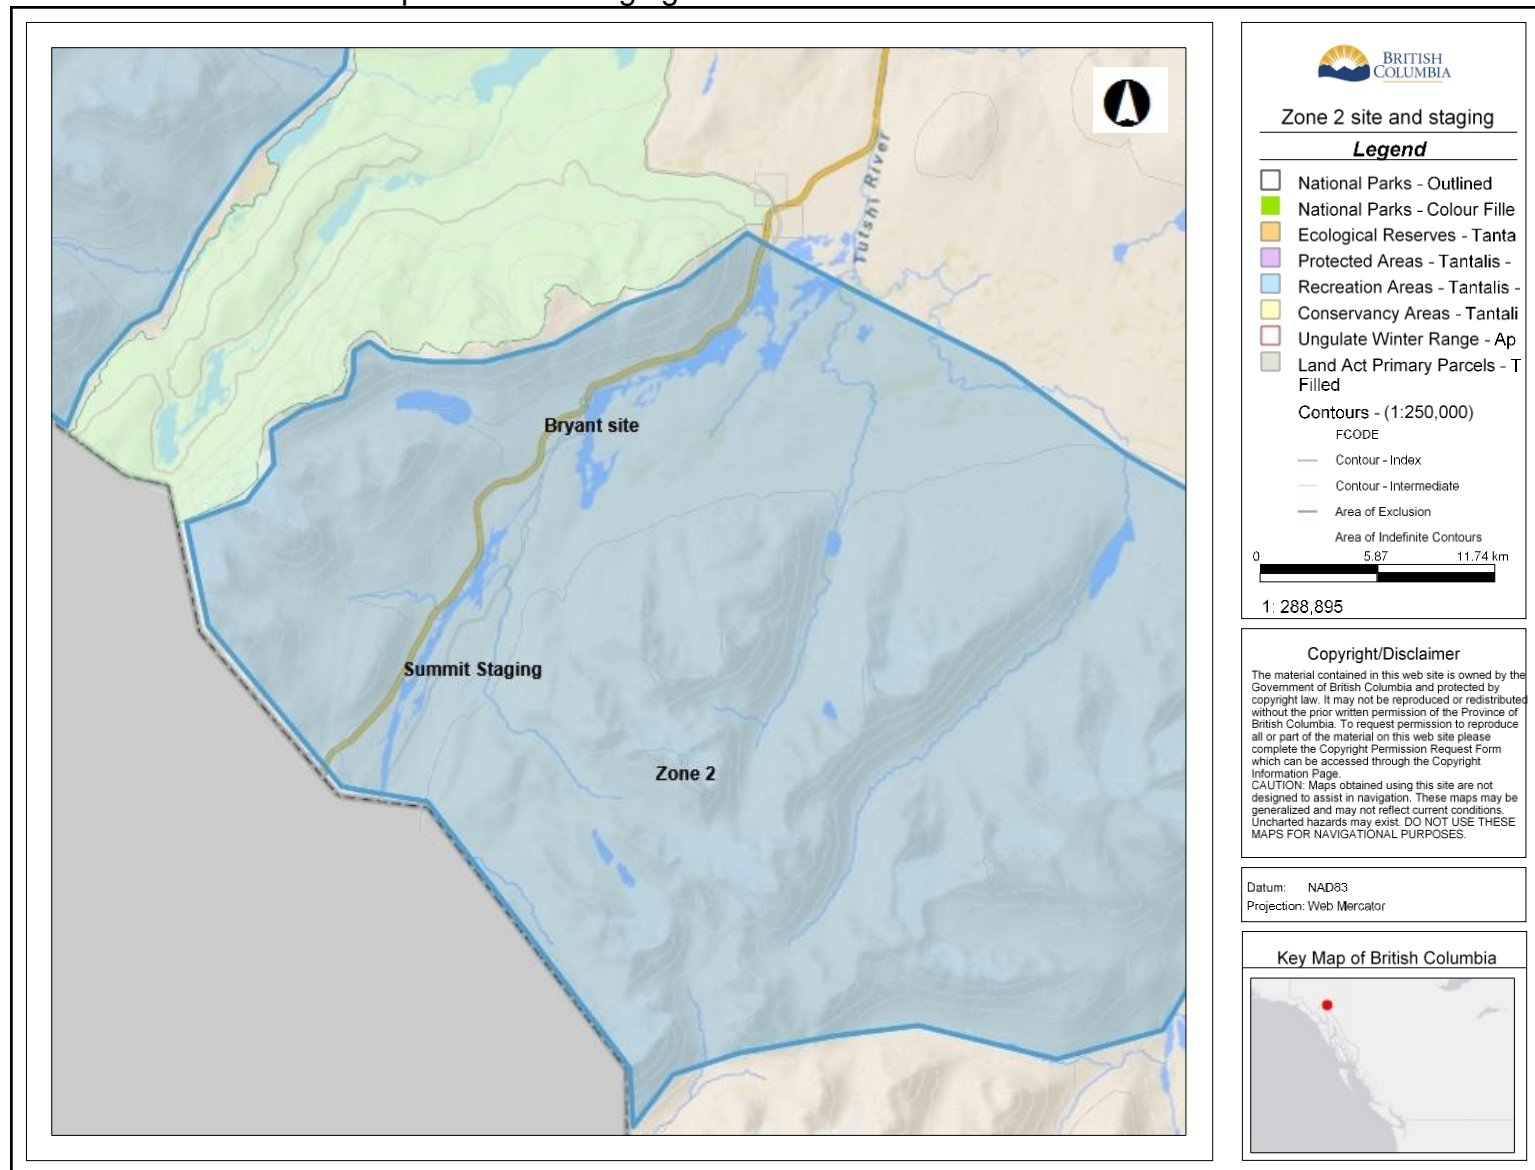 Tutshi River
Bryant site
Summit Staging
Zone 2
BRITISH
COLUMBIA
Zone 2 site and staging
Legend
National Parks - Outlined
National Parks - Colour Fille
Ecological Reserves - Tanta
Protected Areas - Tantalis -
Recreation Areas - Tantalis -
Conservancy Areas - Tantali
Ungulate Winter Range - Ap
Land Act Primary Parcels - T
Filled
Contours - (1:250,000)
FCODE
Contour - Index
Contour - Intermediate
Area of Exclusion
Area of Indefinite Contours
0 5.87 11.74 km
1: 288,895
Copyright/Disclaimer
The material contained in this web site is owned by the
Government of British Columbia and protected by
copyright law. It may not be reproduced or redistributed
without the prior written permission of the Province of
British Columbia. To request permission to reproduce
all or part of the material on this web site please
complete the Copyright Permission Request Form
which can be accessed through the Copyright
Information Page.
CAUTION: Maps obtained using this site are not
designed to assist in navigation. These maps may be
generalized and may not reflect current conditions.
Uncharted hazards may exist. DO NOT USE THESE
MAPS FOR NAVIGATIONAL PURPOSES.
Datum: NAD83
Projection: Web Mercator
Key Map of British Columbia